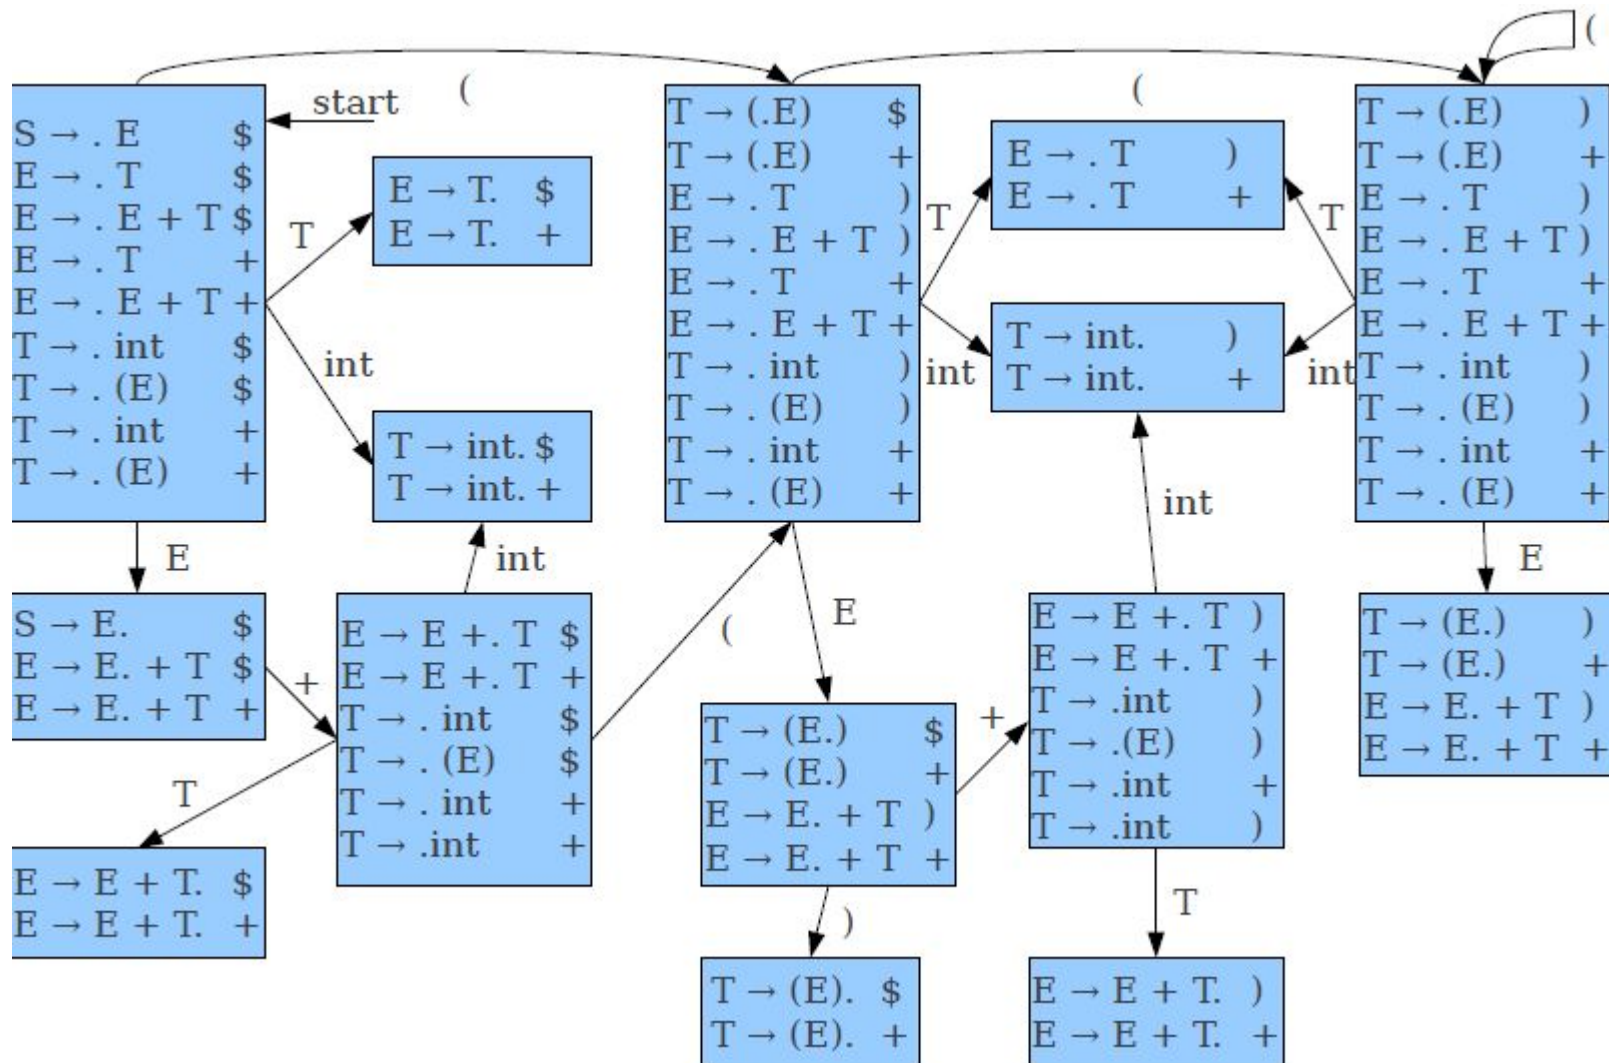 (
start
(
(
S → . E $
E → . T $
E → . E + T $
E → . T +
E → . E + T +
T → . int $
T → . (E) $
T → . int +
T → . (E) +
T
E → T. $
E → T. +
int
T → int. $
T → int. +
int
T → (.E) $
T → (.E) +
E → . T )
E → . E + T )
E → . T +
E → . E + T +
T → . int )
T → . (E) )
T → . int +
T → . (E) +
T
E → . T )
E → . T +
T
int
T → int. )
T → int. +
int
int
T → (.E) )
T → (.E) +
E → . T )
E → . E + T )
E → . T +
E → . E + T +
T → . int )
T → . (E) )
T → . int +
T → . (E) +
E
S → E. $
E → E. + T $
E → E. + T +
+
E → E +. T $
E → E +. T +
T → . int $
T → . (E) $
T → . int +
T → .int +
(
E
T
E → E + T. $
E → E + T. +
T → (E.) $
T → (E.) +
E → E. + T )
E → E. + T +
+
E → E +. T )
E → E +. T +
T → .int )
T → .(E) )
T → .int +
T → .int )
E
T → (E.) )
T → (E.) +
E → E. + T )
E → E. + T +
)
T → (E). $
T → (E). +
T
E → E + T. )
E → E + T. +